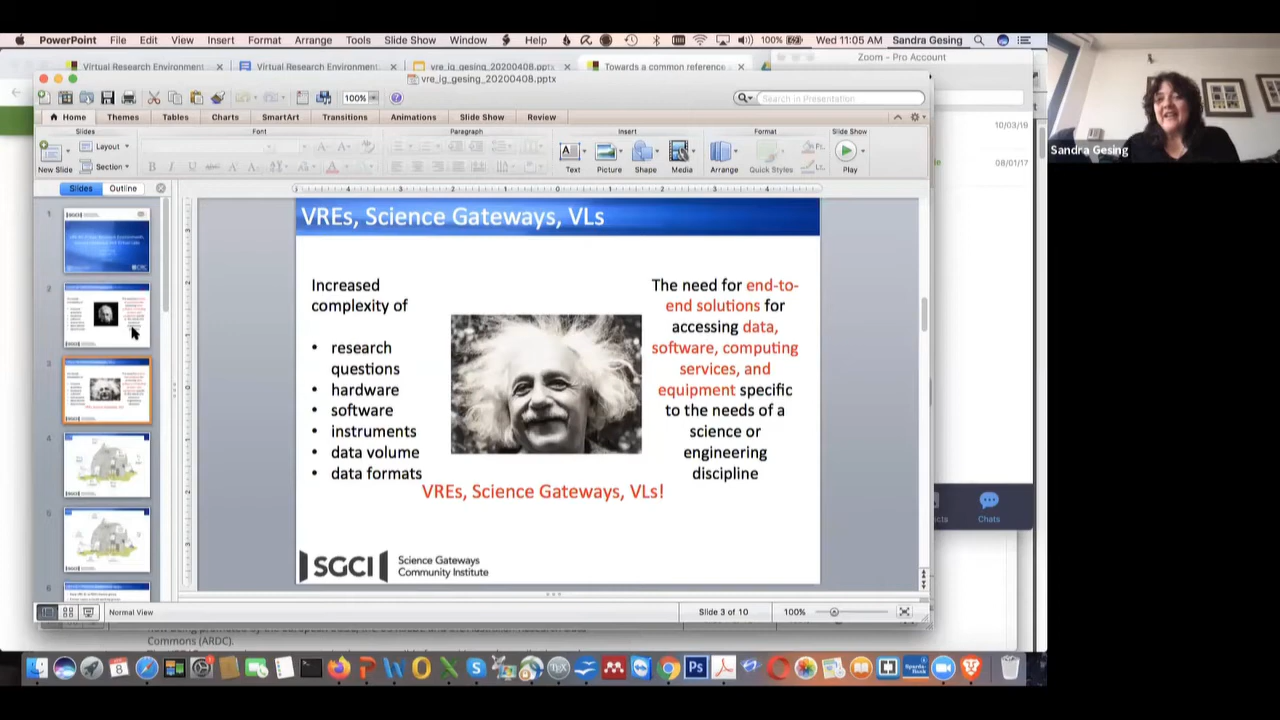 PowerPoint File Edit View Insert Format Arrange Tools Slide Show Window Help 100% Wed 11:05 AM Sandra Gesing
Virtual Research Environment Virtual Research Environment. vre_ig_gesing_20200408.pptx Towards a common reference Zoom - Pro Account
vre_ig_gesing_20200408.pptx
100% Search in Presentation
Home Themes Tables Charts SmartArt Transitions Animations Slide Show Review
Slides Font Paragraph Insert Format Slide Show
New Slide Layout Section Text Picture Shape Media Arrange Quick Styles Play
Slides Outline
10/03/19
08/01/17
Sandra Gesing
1
2
3
4
5
6
VREs, Science Gateways, VLs
Increased
complexity of
• research
questions
• hardware
• software
• instruments
• data volume
• data formats
The need for end-to-
end solutions for
accessing data,
software, computing
services, and
equipment specific
to the needs of a
science or
engineering
discipline
VREs, Science Gateways, VLs!
SGCI Science Gateways
Community Institute
Chats
Normal View Slide 3 of 10 100%
Commons (ARDC).